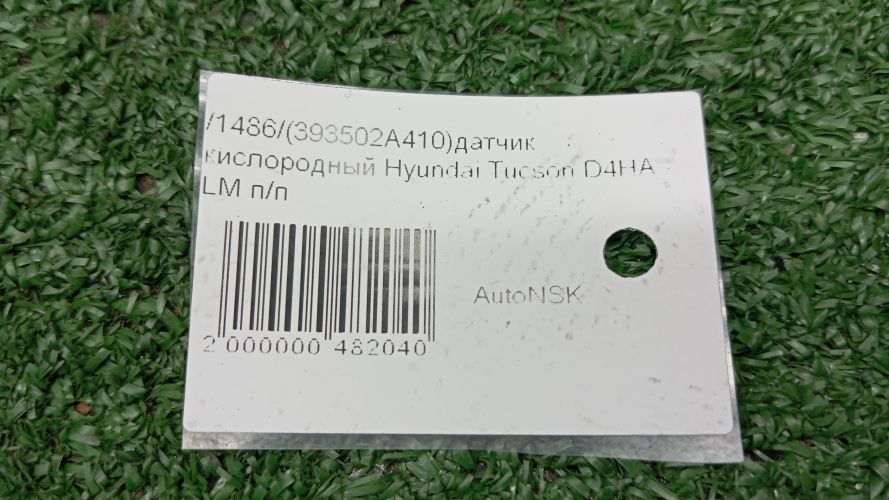 /1486/(393502A410)датчик
кислородный Hyundai Tucson D4HA
LM п/п
AutoNSK
2 000000 482040